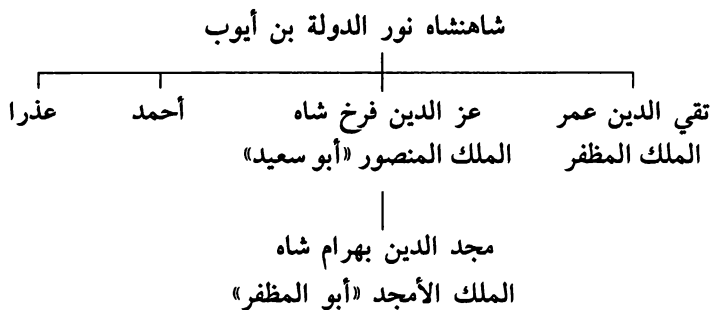 شاهنشاه نور الدولة بن أيوب
تقي الدين عمر عز الدين فرخ شاه أحمد عذرا
الملك المظفر الملك المنصور «أبو سعيد»
مجد الدين بهرام شاه
الملك الأمجد «أبو المظفر»